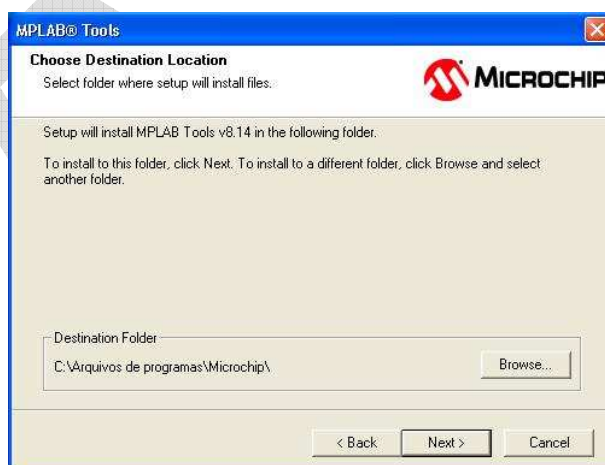 MPLAB® Tools
Choose Destination Location
Select folder where setup will install files.
MICROCHIP
Setup will install MPLAB Tools v8.14 in the following folder.
To install to this folder, click Next. To install to a different folder, click Browse and select
another folder.
Destination Folder
C:\Arquivos de programas\Microchip\
Browse...
< Back
Next >
Cancel